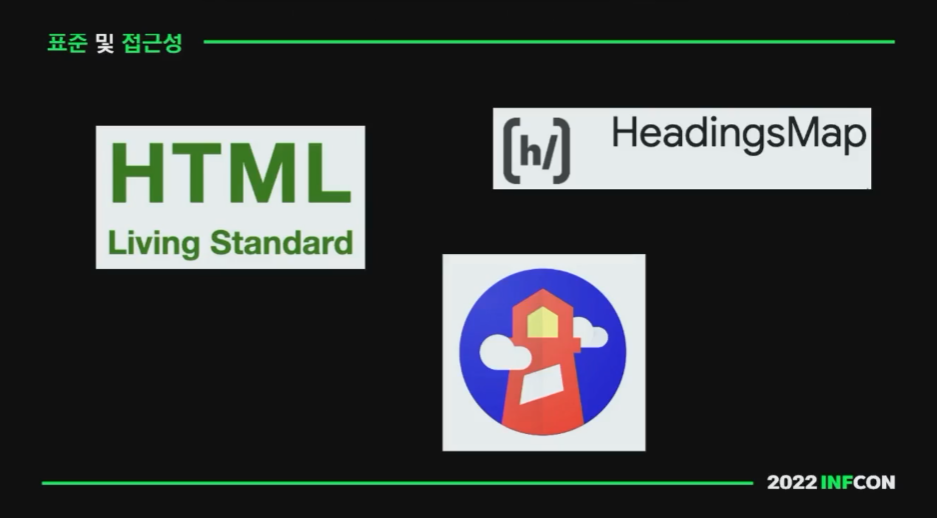 표준 및 접근성
HTML
Living Standard
[h/]
HeadingsMap
2022 INFCON